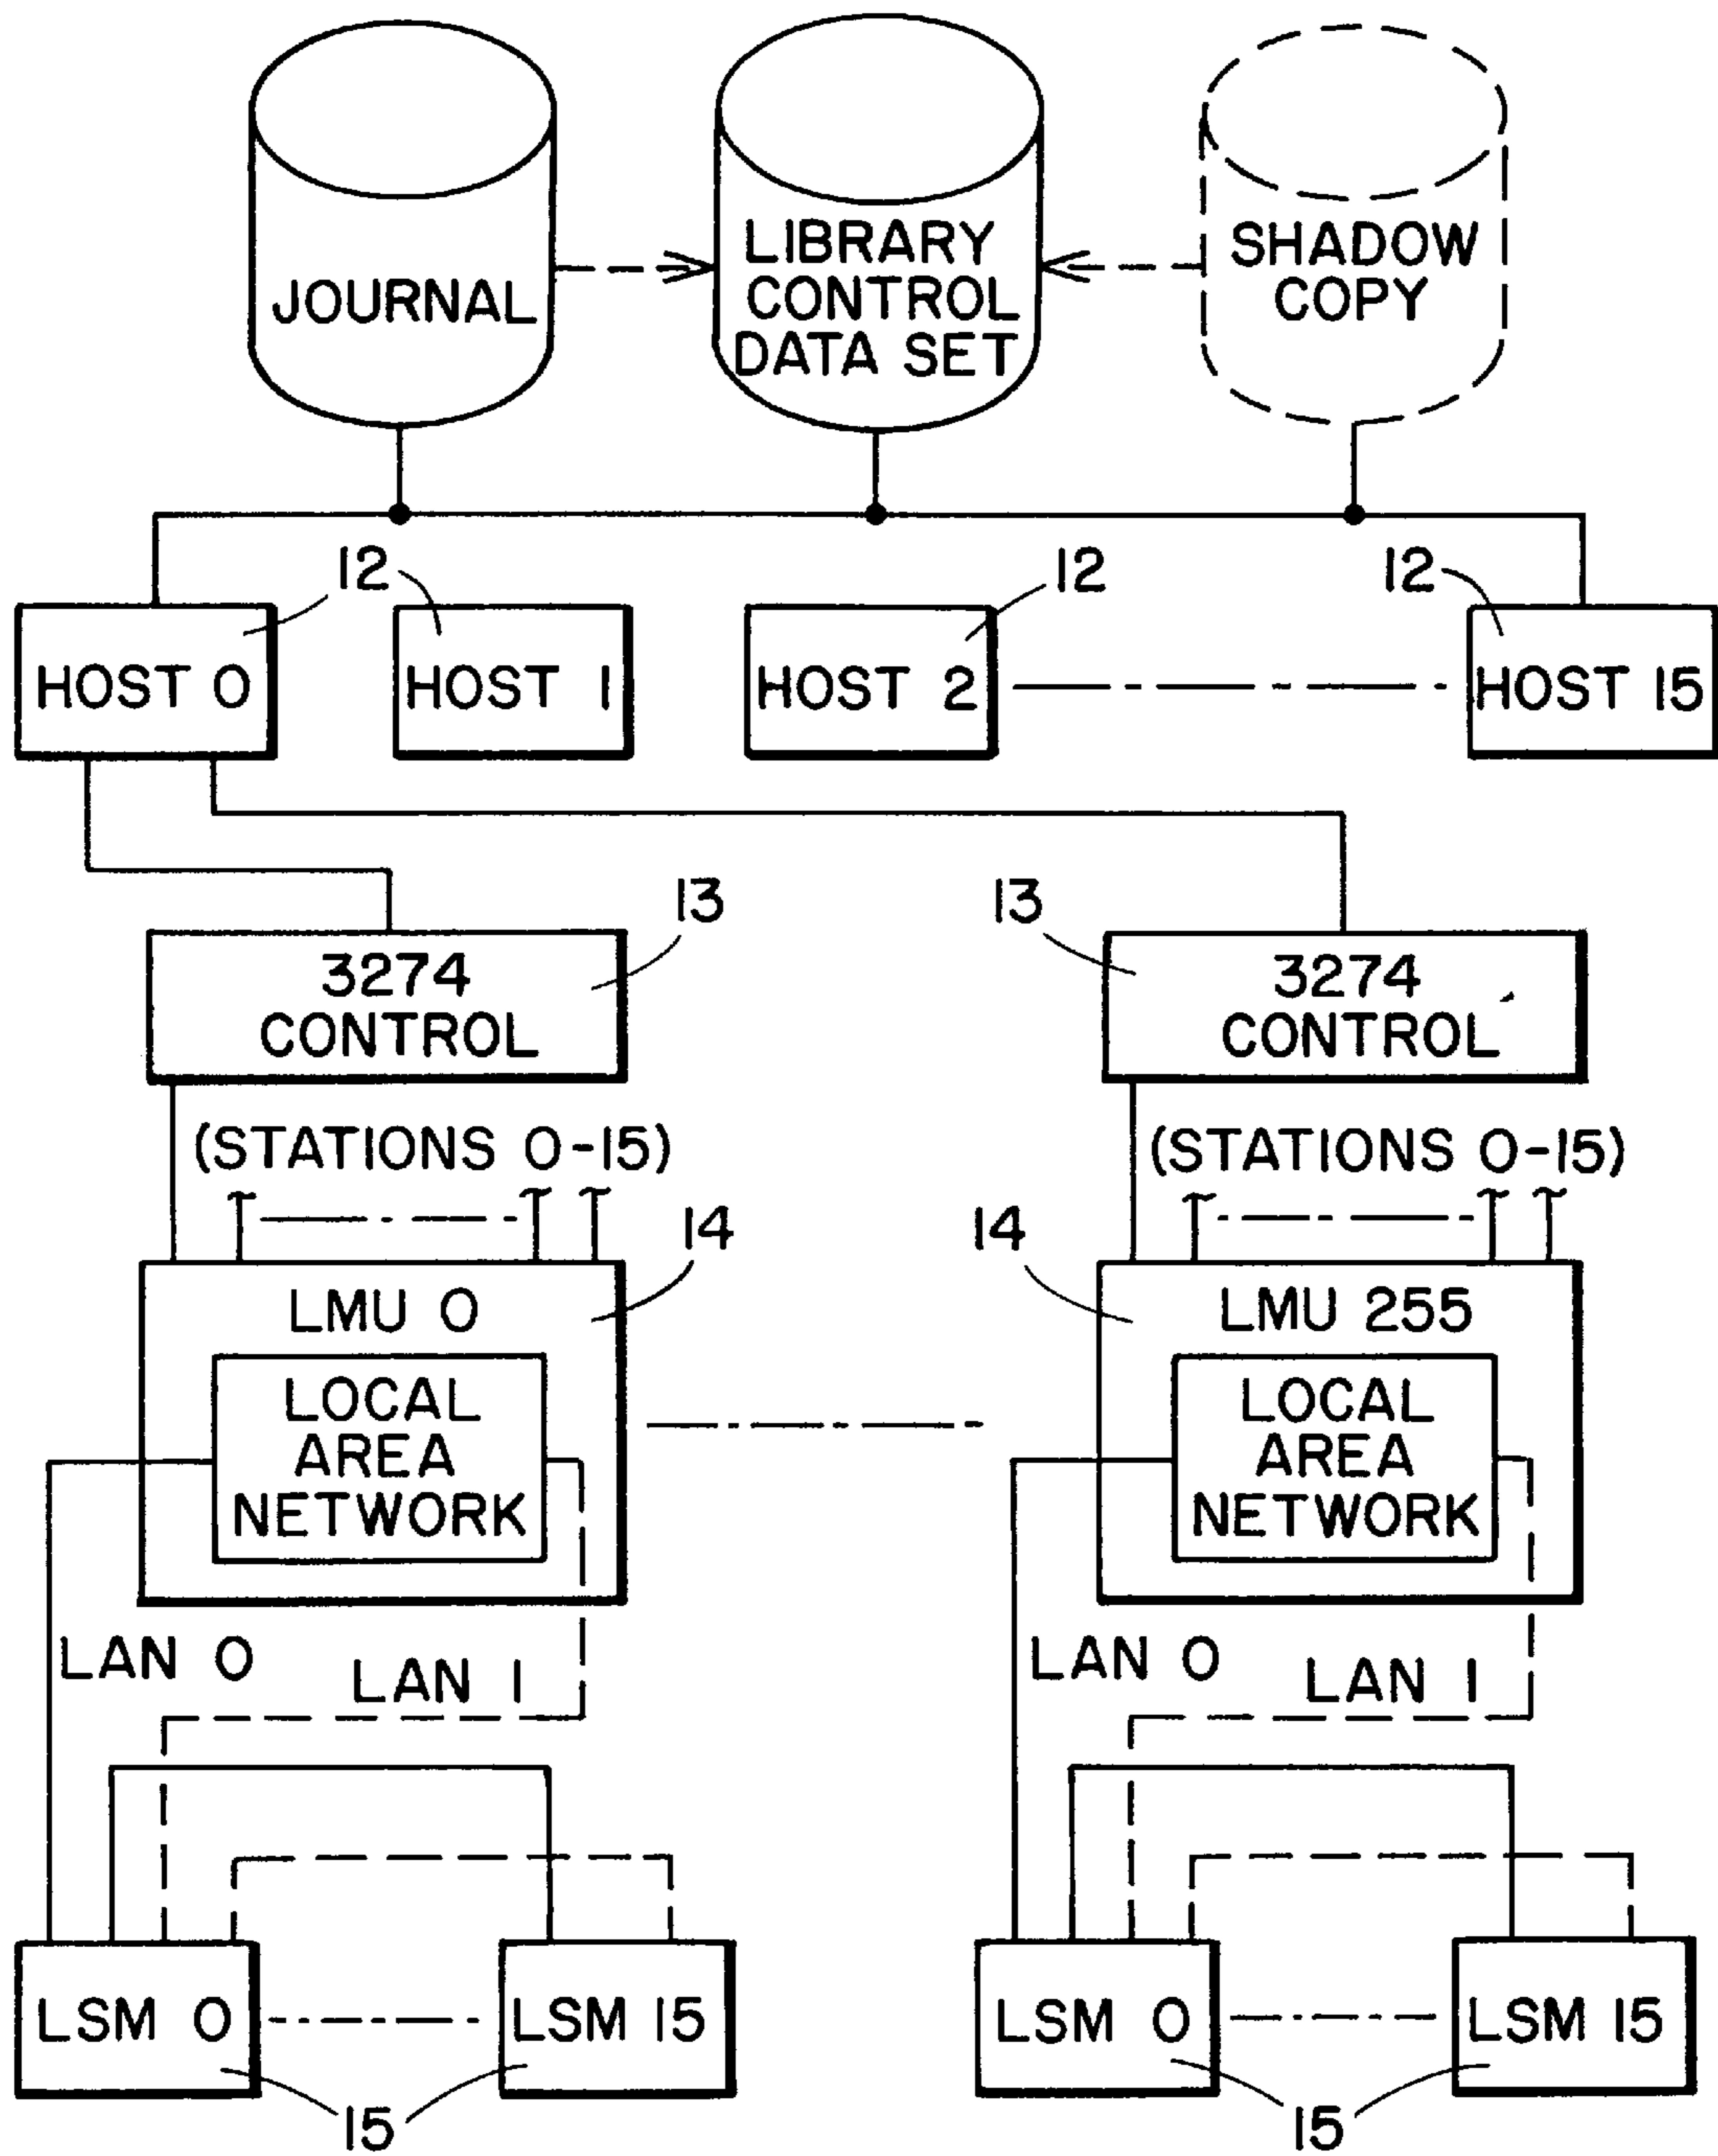 JOURNAL
LIBRARY
CONTROL
DATA SET
SHADOW
COPY
12
12
12
HOST 0
HOST 1
HOST 2
HOST 15
13
13
3274
CONTROL
3274
CONTROL
(STATIONS 0-15)
(STATIONS 0-15)
14
14
LMU 0
LMU 255
LOCAL
AREA
NETWORK
LOCAL
AREA
NETWORK
LAN 0
LAN 1
LAN 0
LAN 1
LSM 0
LSM 15
LSM 0
LSM 15
15
15